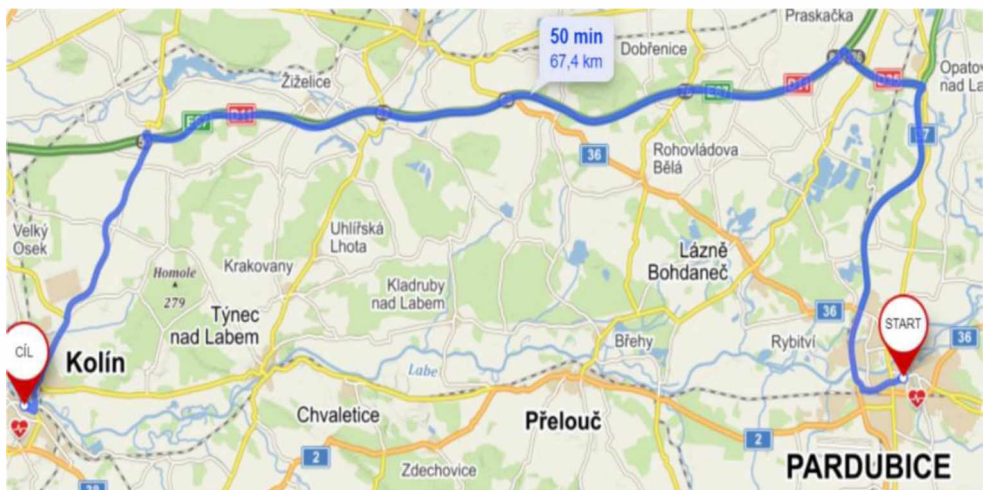 Praskačka
50 min
67,4 km
Dobřenice
Žiželice
Opatov
nad La
E67
D11
E67
D11
D35
37
36
Rohovládova
Bělá
Velký
Osek
Uhlířská
Lhota
Homole
279
Krakovany
Kladruby
nad Labem
Lázně
Bohdaneč
Týnec
nad Labem
36
START
CÍL
Kolín
Labe
Břehy
Rybitví
36
Chvaletice
Přelouč
2
2
Zdechovice
PARDUBICE
38